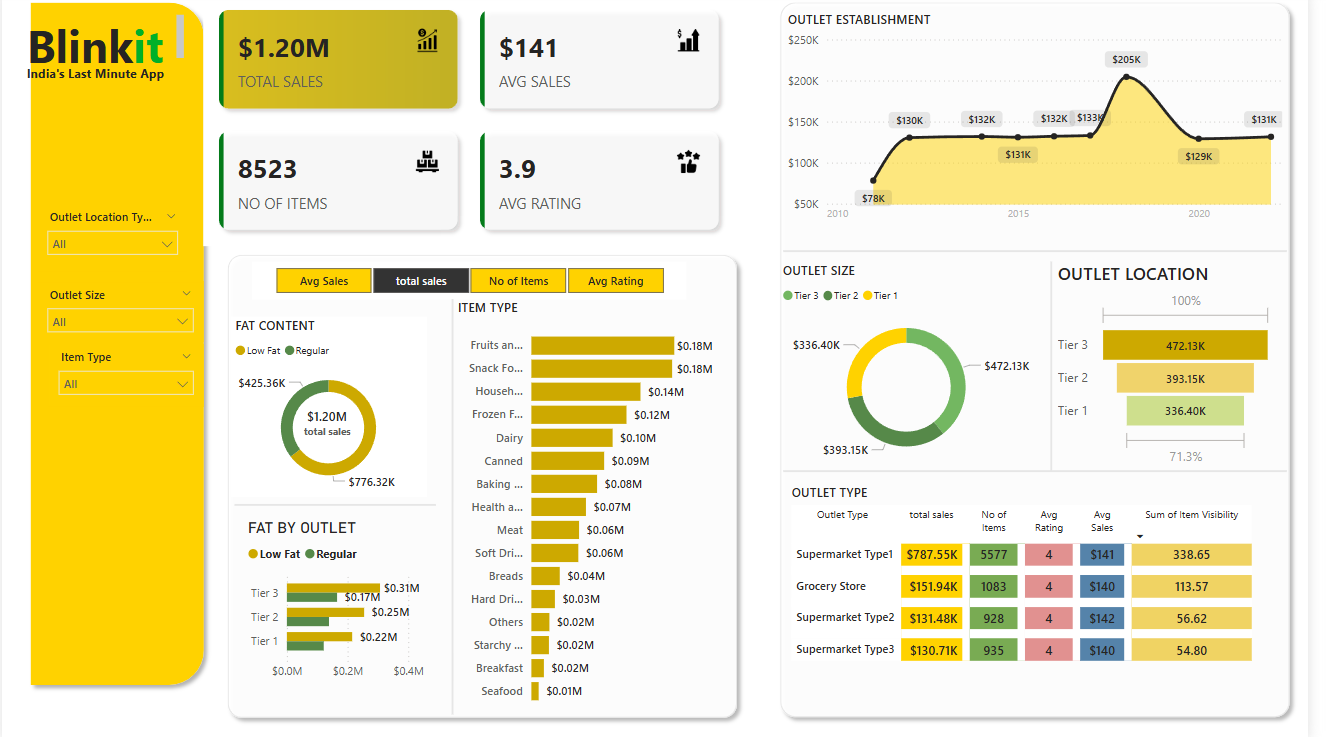 Blinkit
India's Last Minute App
Outlet Location Ty...
All
Outlet Size
All
Item Type
All
$1.20M
TOTAL SALES
$141
AVG SALES
8523
NO OF ITEMS
3.9
AVG RATING
Avg Sales
total sales
No of Items
Avg Rating
FAT CONTENT
Low Fat Regular
$425.36K
$1.20M
total sales
$776.32K
FAT BY OUTLET
Low Fat Regular
Tier 3 $0.31M
$0.17M
Tier 2 $0.25M
Tier 1 $0.22M
$0.0M $0.2M $0.4M
ITEM TYPE
Fruits an... $0.18M
Snack Fo... $0.18M
Househ... $0.14M
Frozen F... $0.12M
Dairy $0.10M
Canned $0.09M
Baking ... $0.08M
Health a... $0.07M
Meat $0.06M
Soft Dri... $0.06M
Breads $0.04M
Hard Dri... $0.03M
Others $0.02M
Starchy ... $0.02M
Breakfast $0.02M
Seafood $0.01M
OUTLET ESTABLISHMENT
$250K
$200K
$150K
$100K
$50K
$78K
$130K
$132K
$131K
$132K
$133K
$205K
$129K
$131K
2010 2015 2020
OUTLET SIZE
Tier 3 Tier 2 Tier 1
$336.40K
$472.13K
$393.15K
OUTLET LOCATION
100%
Tier 3 472.13K
Tier 2 393.15K
Tier 1 336.40K
71.3%
OUTLET TYPE
Outlet Type total sales No of Items Avg Rating Avg Sales Sum of Item Visibility
Supermarket Type1 $787.55K 5577 4 $141 338.65
Grocery Store $151.94K 1083 4 $140 113.57
Supermarket Type2 $131.48K 928 4 $142 56.62
Supermarket Type3 $130.71K 935 4 $140 54.80